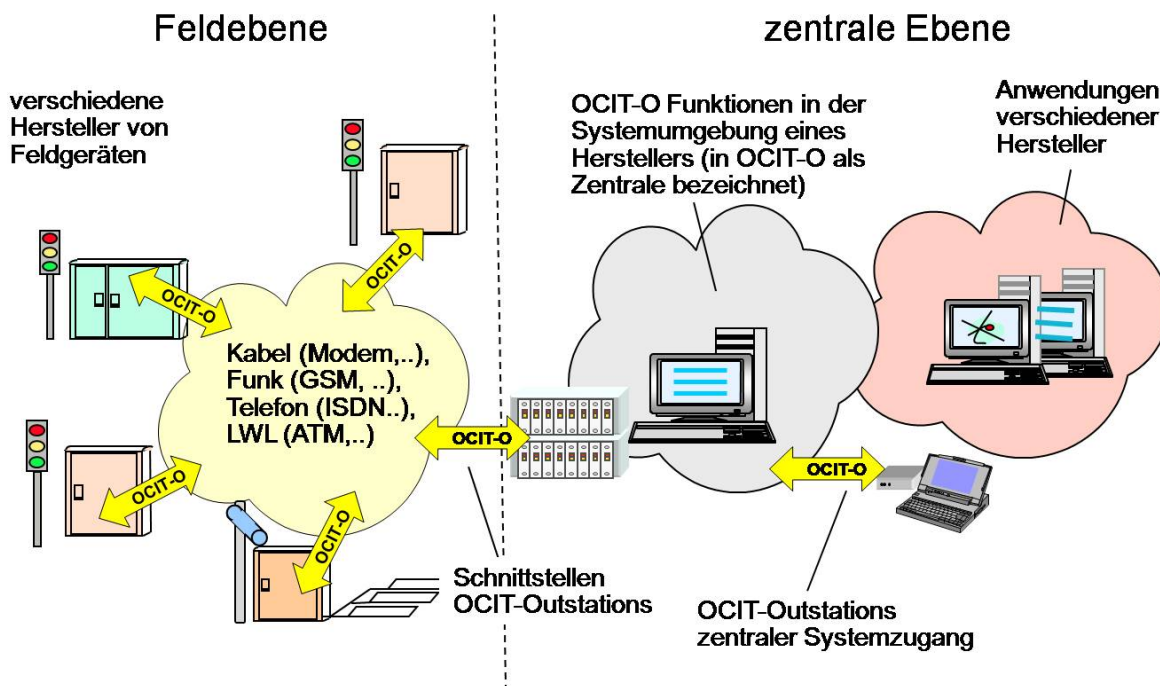 Feldebene
zentrale Ebene
verschiedene
Hersteller von
Feldgeräten
OCIT-O Funktionen in der
Systemumgebung eines
Herstellers (in OCIT-O als
Zentrale bezeichnet)
Anwendungen
verschiedener
Hersteller
OCIT-O
OCIT-O
Kabel (Modem,..),
Funk (GSM, ..),
Telefon (ISDN..),
LWL (ATM,..)
OCIT-O
OCIT-O
OCIT-O
OCIT-O
Schnittstellen
OCIT-Outstations
OCIT-Outstations
zentraler Systemzugang